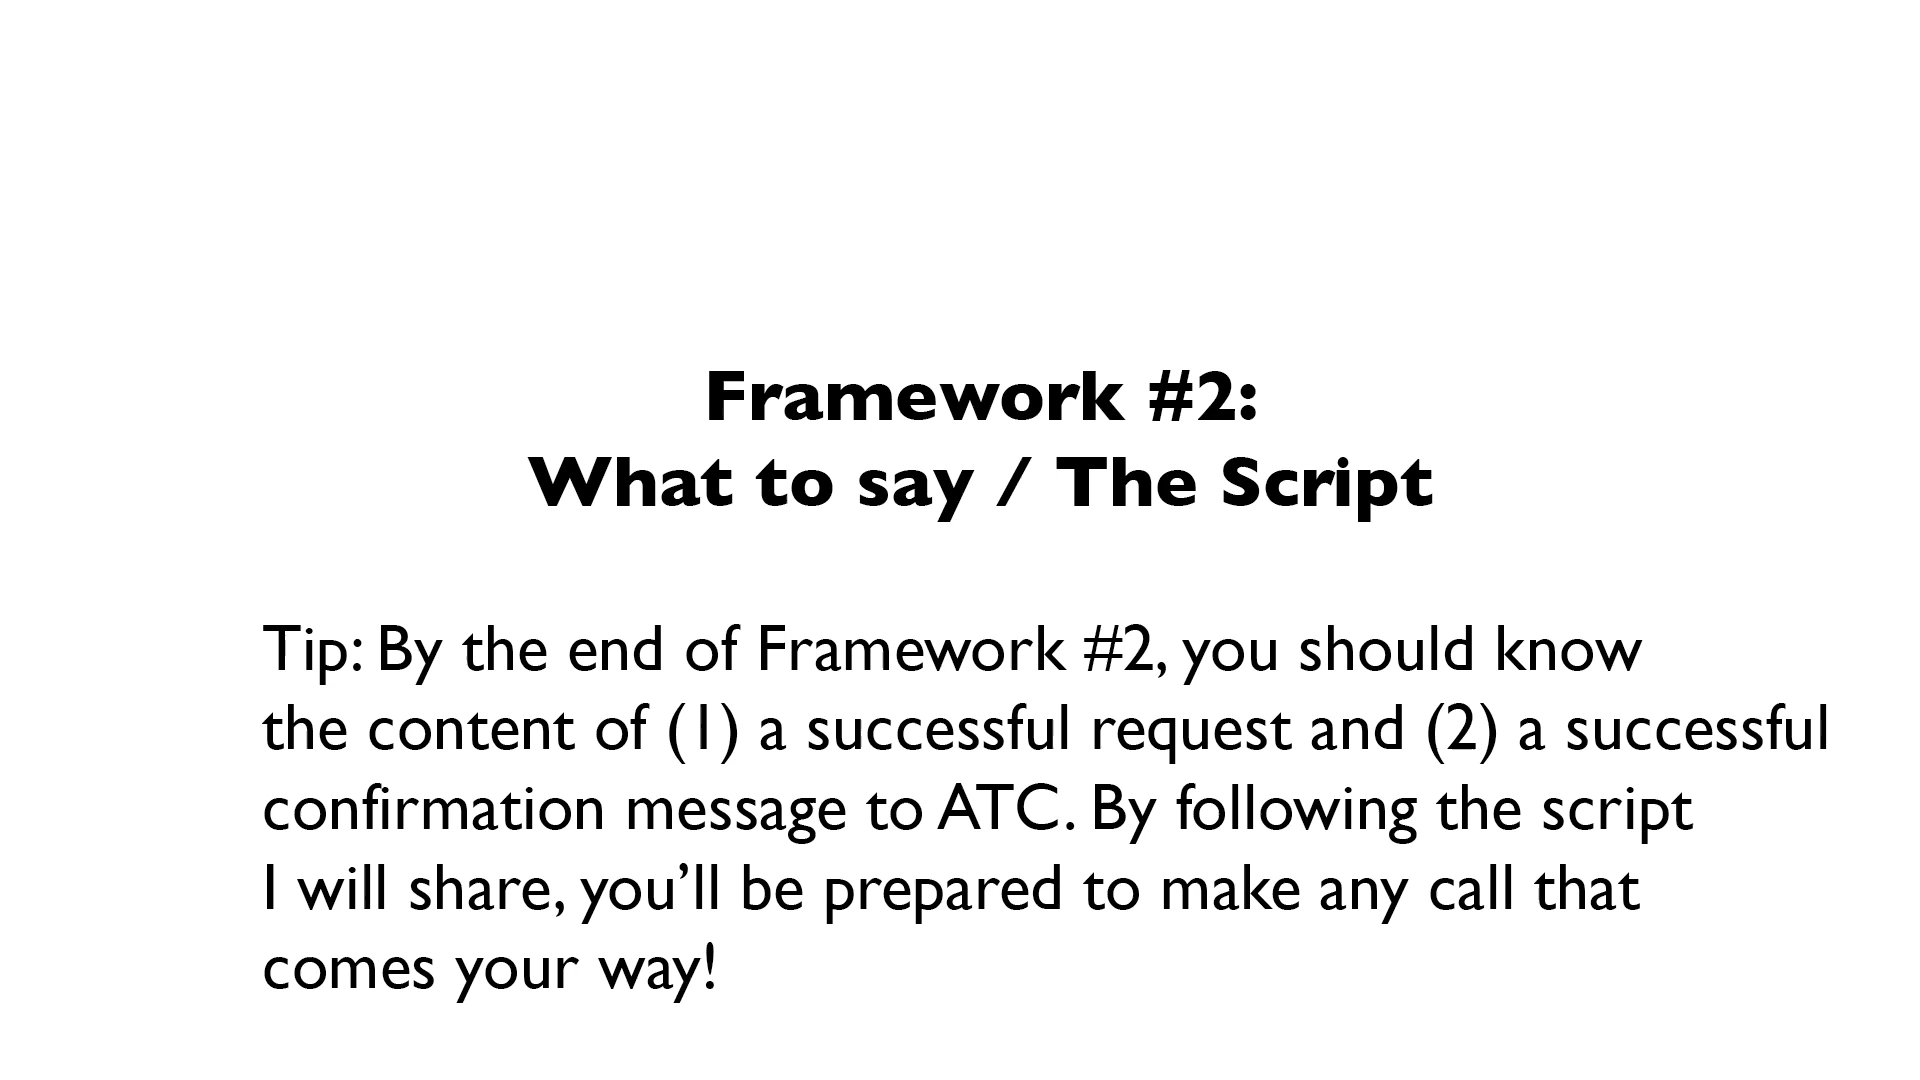 Framework #2:
What to say / The Script
Tip: By the end of Framework #2, you should know
the content of (1) a successful request and (2) a successful
confirmation message to ATC. By following the script
I will share, you’ll be prepared to make any call that
comes your way!